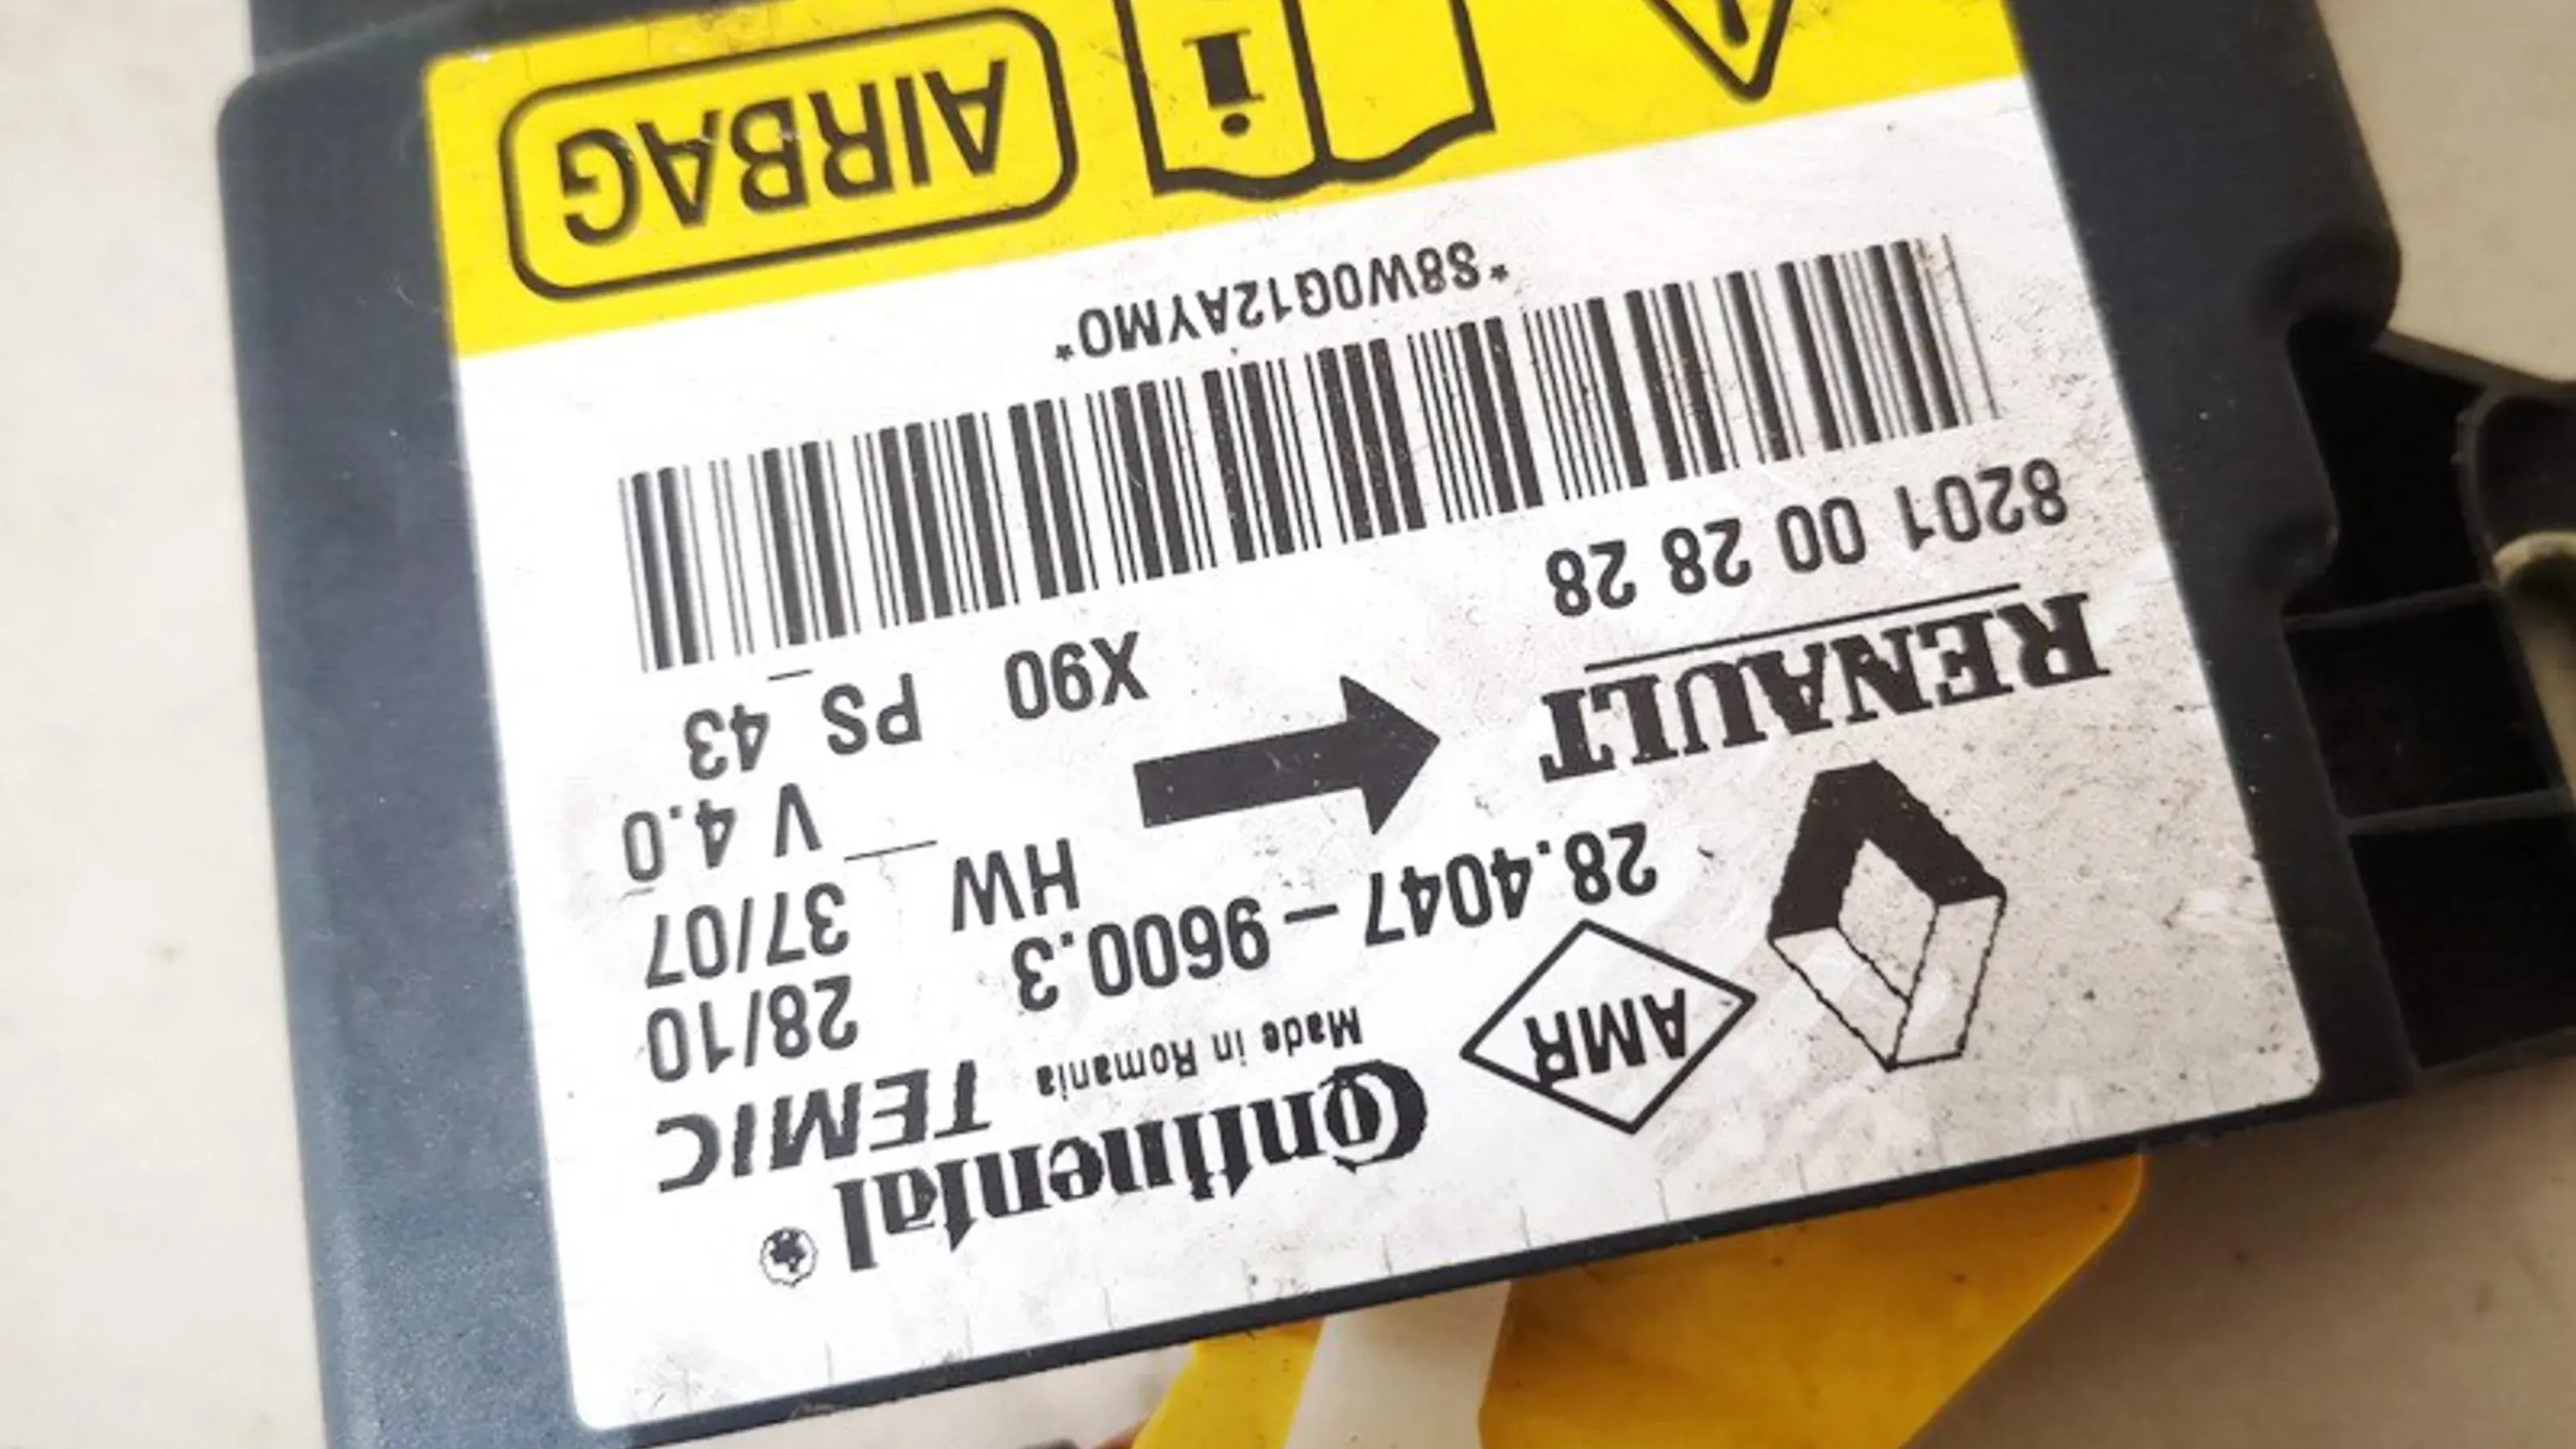 Continental
TEMIC
Made in Romania
AMR
28.4047 – 9600.3
28/10
37/07
HW __ V 4.0
RENAULT
X90 PS 43
8201 00 28 28
*S8W0G12AYMO*
i
AIRBAG